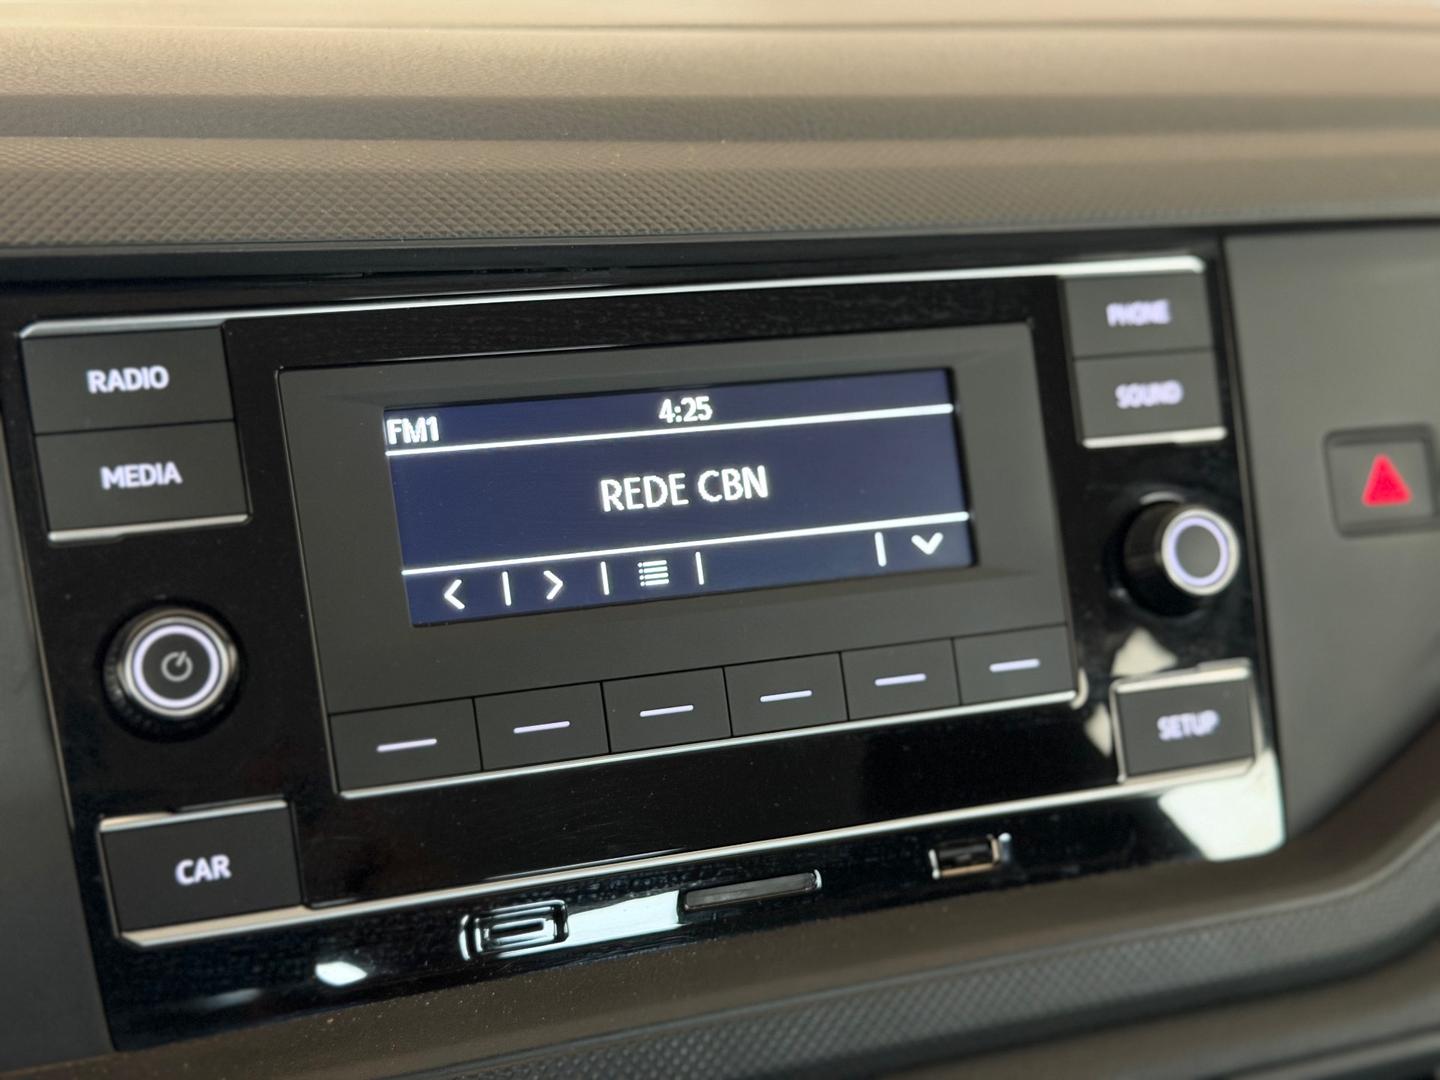 RADIO
MEDIA
CAR
FM1
4:25
REDE CBN
PHONE
SOUND
SETUP